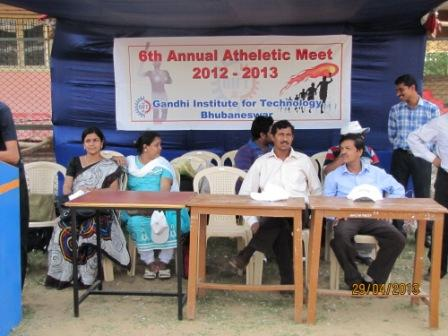 6th Annual Atheletic Meet
2012 - 2013
Gandhi Institute for Technology
Bhubaneswar
29/04/2013